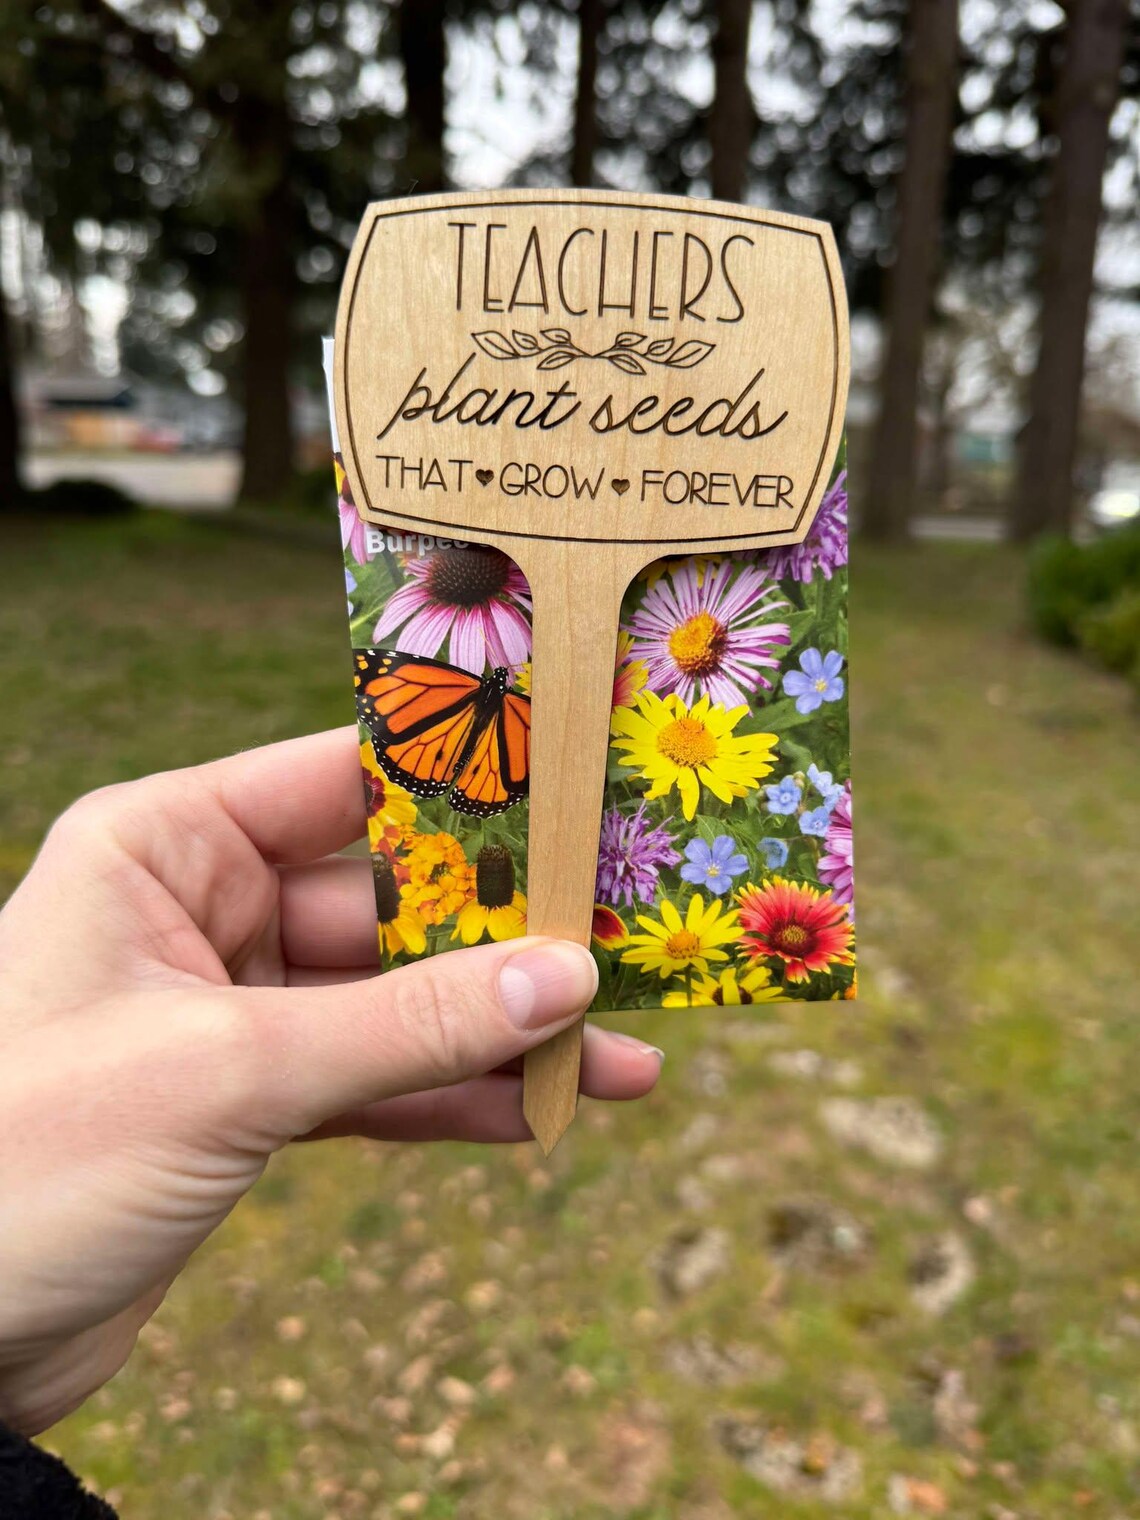 TEACHERS
plant seeds
THAT♥GROW♥FOREVER
Burpee